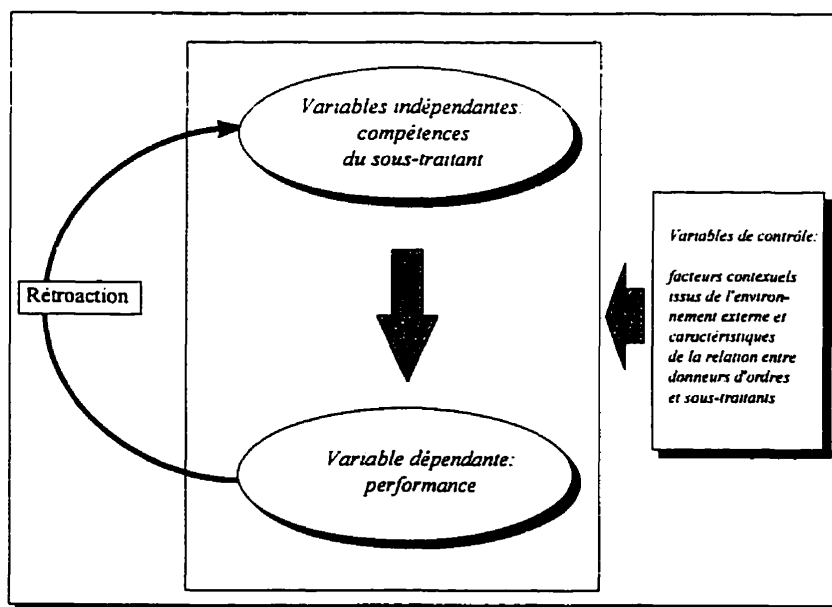 Variables indépendantes:
compétences
du sous-traitant
Rétroaction
Variable dépendante:
performance
Variables de contrôle:
facteurs contexuels
issus de l'environ-
nement externe et
caractéristiques
de la relation entre
donneurs d'ordres
et sous-traitants